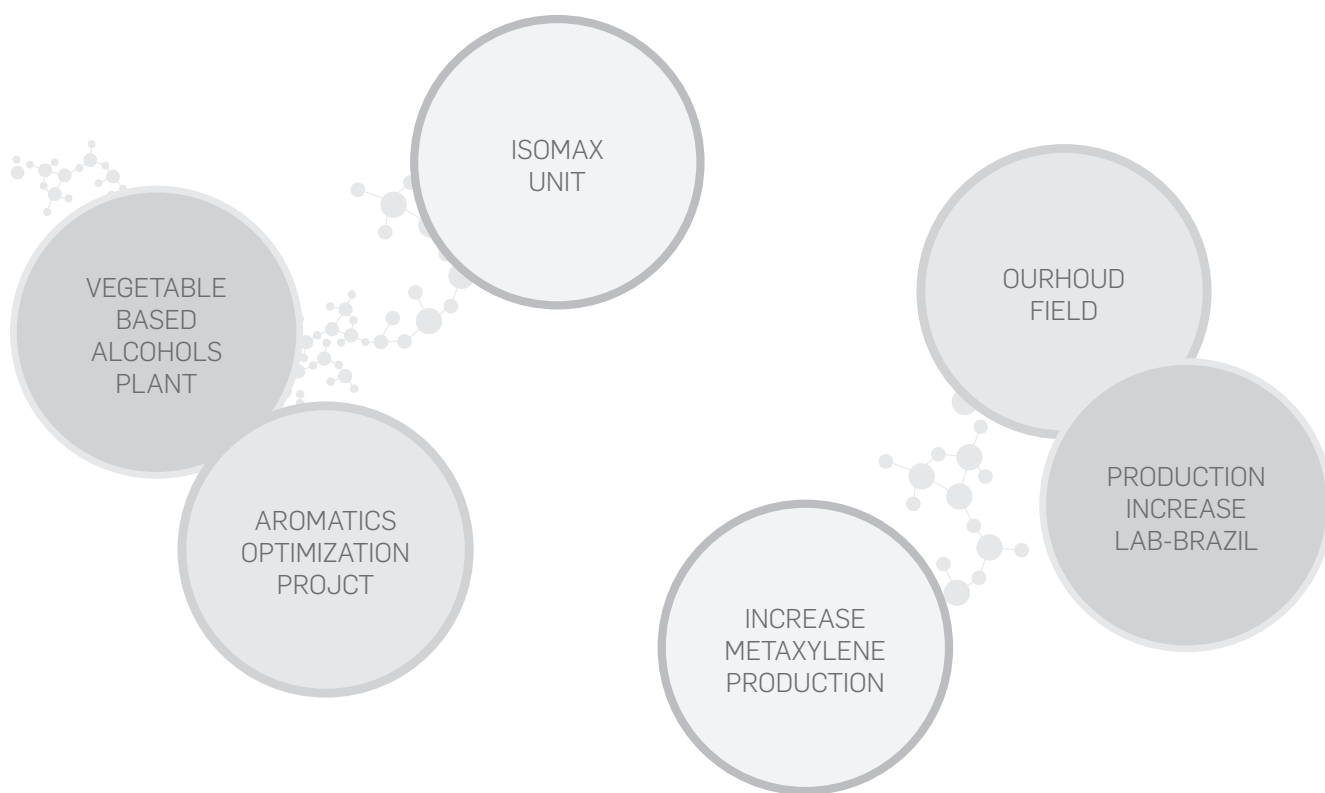 ISOMAX
UNIT
VEGETABLE
BASED
ALCOHOLS
PLANT
AROMATICS
OPTIMIZATION
PROJCT
OURHOUD
FIELD
PRODUCTION
INCREASE
LAB-BRAZIL
INCREASE
METAXYLENE
PRODUCTION